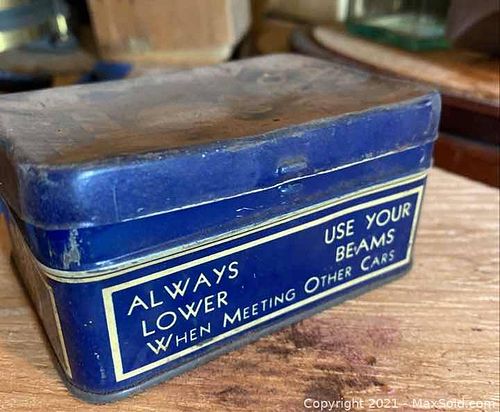 ALWAYS USE YOUR
LOWER BEAMS
WHEN MEETING OTHER CARS
Copyright 2021 - MaxSold.com